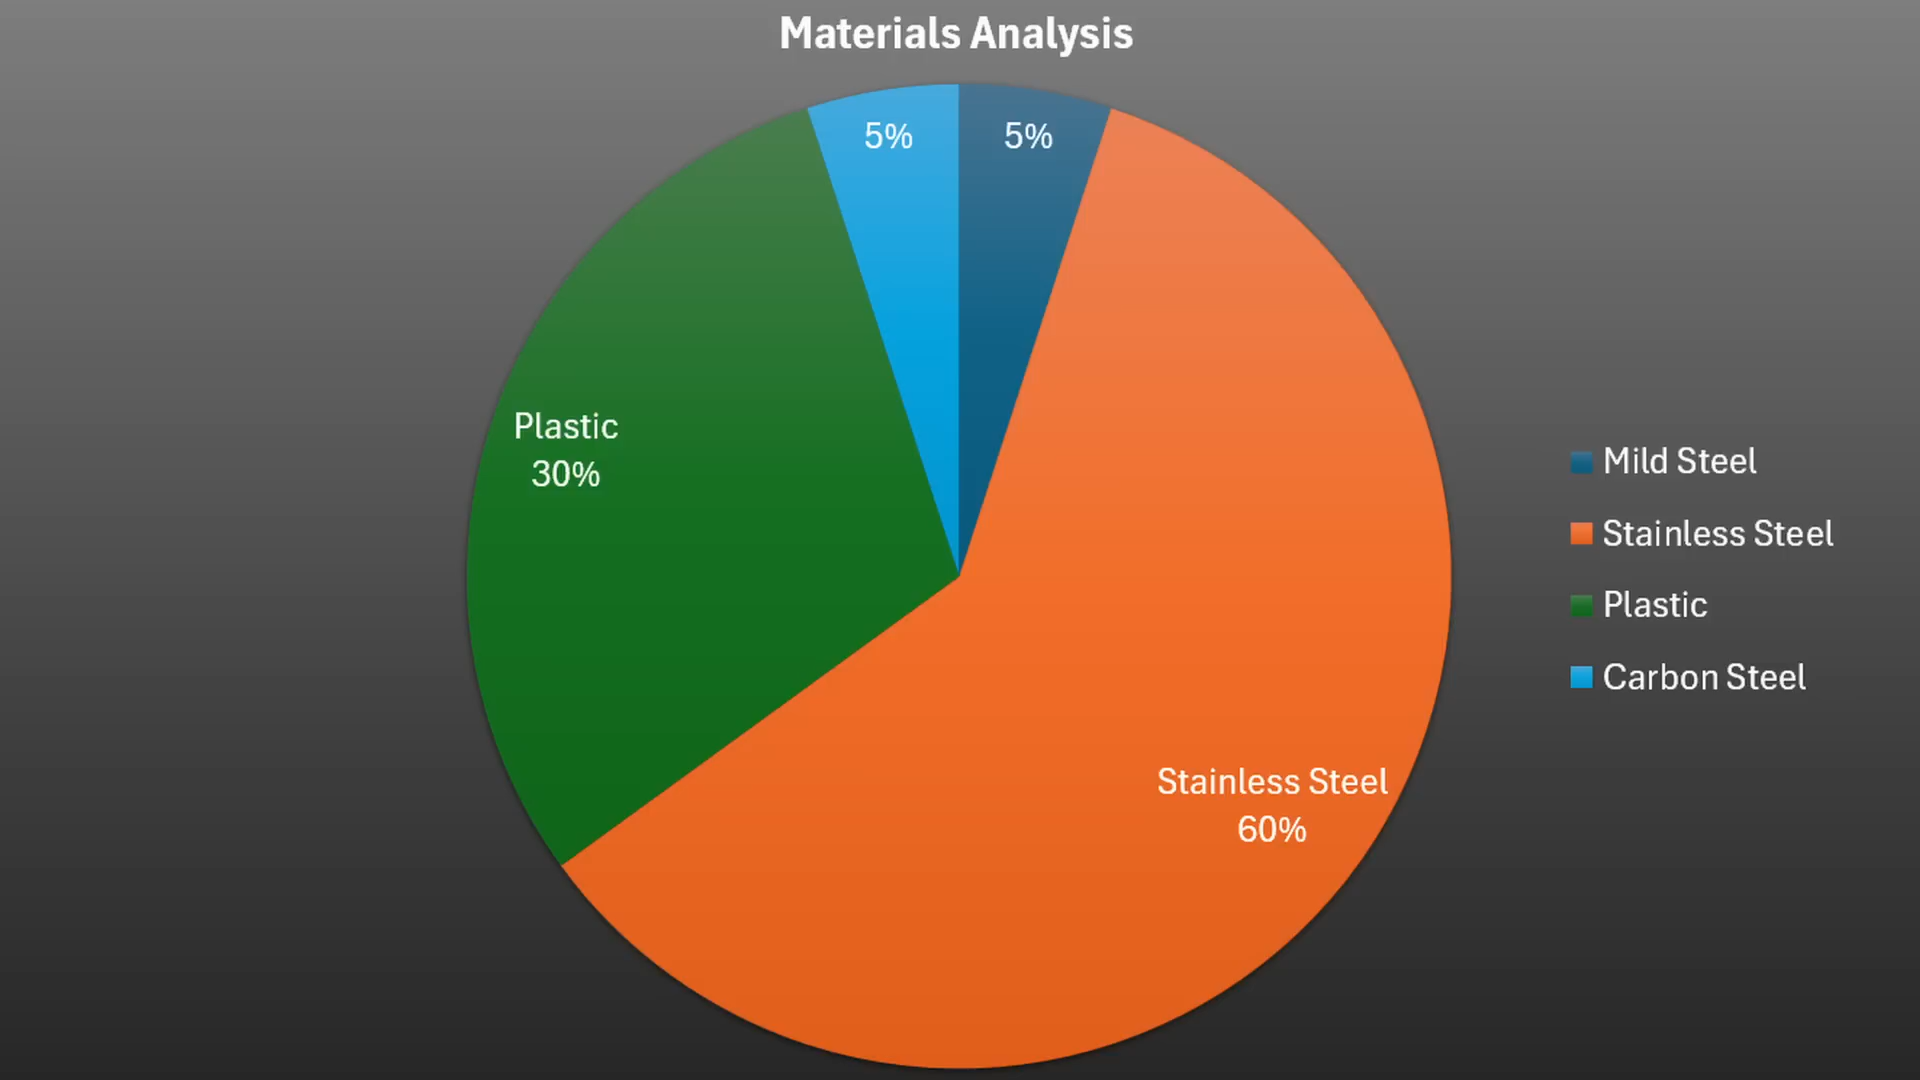 Materials Analysis
5%
5%
Plastic
30%
Stainless Steel
60%
Mild Steel
Stainless Steel
Plastic
Carbon Steel